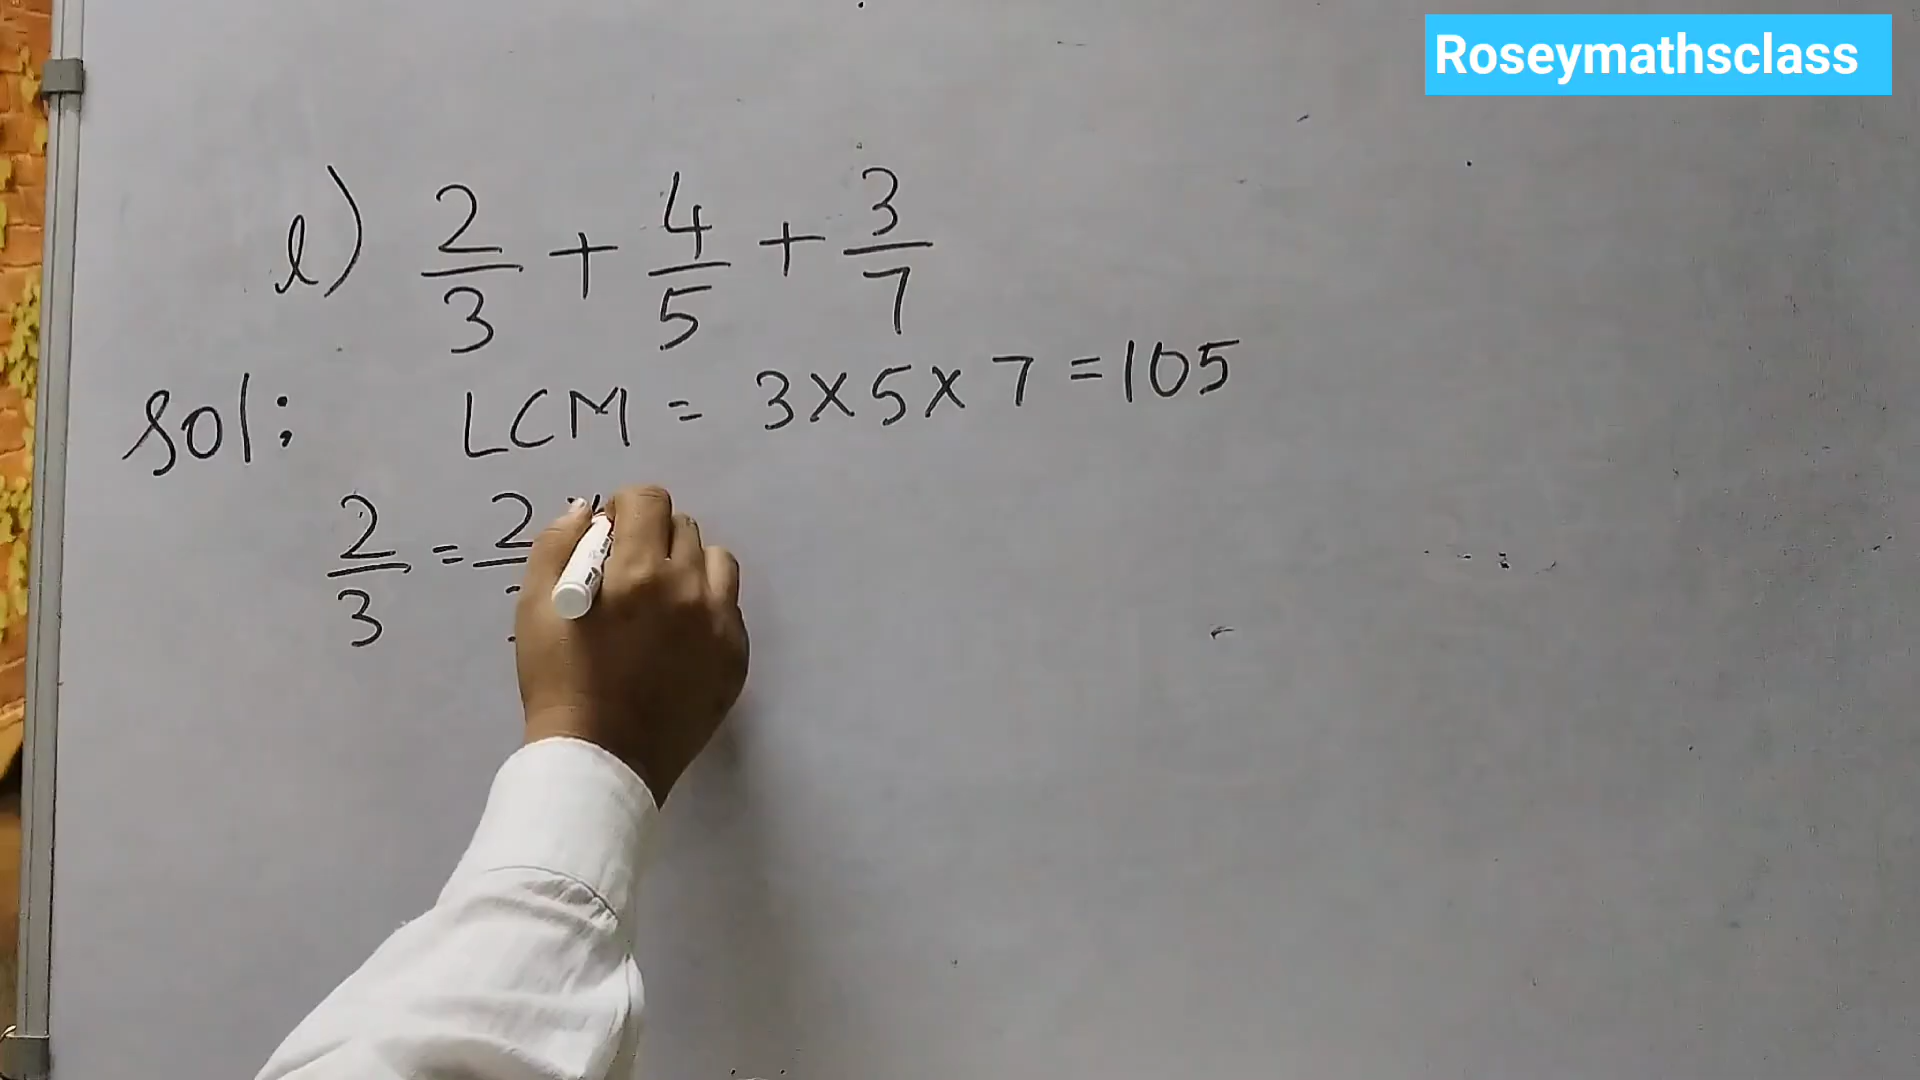 Roseymathsclass
e) 2/3 + 4/5 + 3/7
Sol: LCM = 3×5×7 =105
2/3 = 2